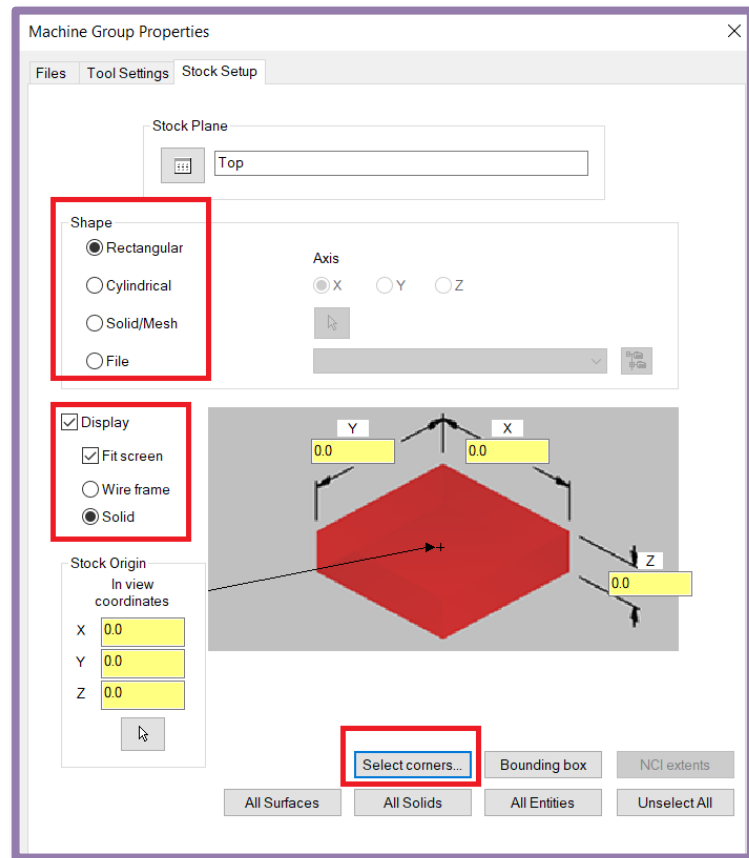 Machine Group Properties
Files Tool Settings Stock Setup
Stock Plane
Top
Shape
Rectangular
Cylindrical
Solid/Mesh
File
Axis
X Y Z
Display
Fit screen
Wire frame
Solid
Y X
0.0 0.0
Z
0.0
Stock Origin
In view
coordinates
X 0.0
Y 0.0
Z 0.0
Select corners... Bounding box NCI extents
All Surfaces All Solids All Entities Unselect All